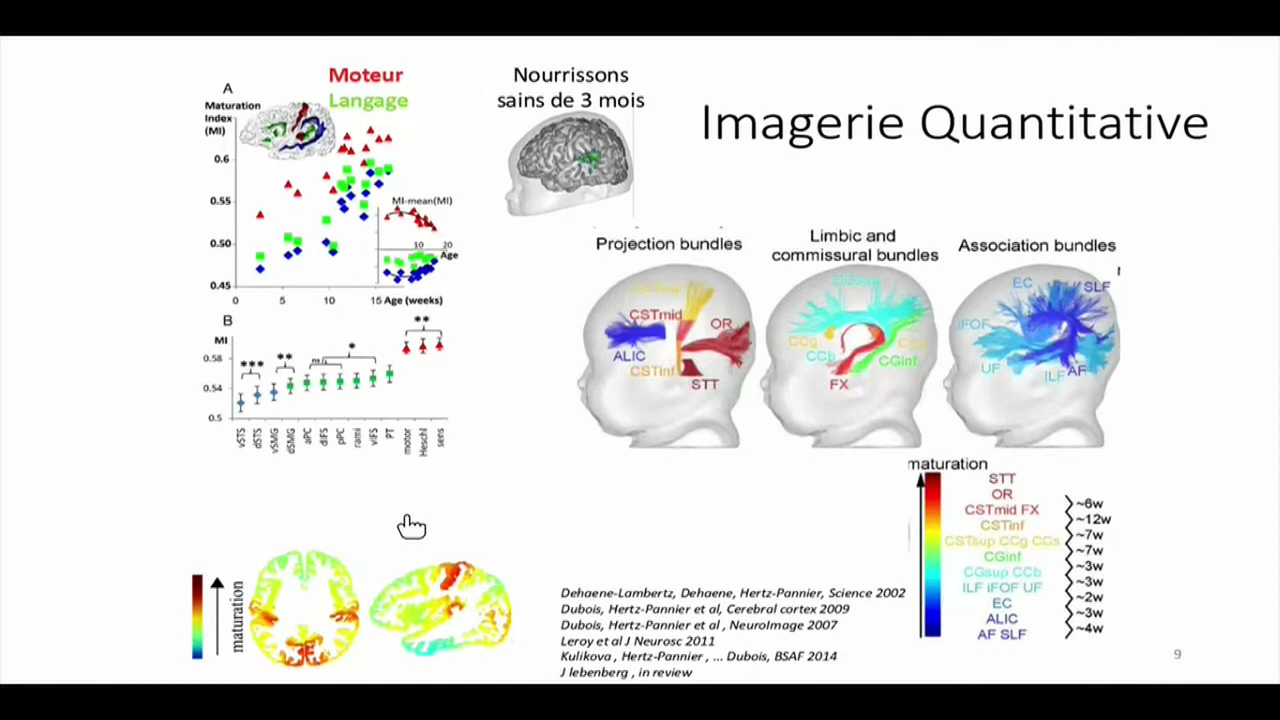 A
Moteur
Langage
Maturation
Index
(MI)
0.6
0.55
0.50
0.45
0
5
10
15 Age (weeks)
MI-mean(MI)
10
20
Age
B
MI
0.58
0.54
0.5
***
**
ns
*
**
vSTS
dSTS
vSMG
dSMG
aPC
dIFS
pPC
rami
vIFS
PT
motor
Heschl
sens
maturation
Nourrissons
sains de 3 mois
Imagerie Quantitative
Projection bundles
CSTmid
OR
ALIC
CSTinf
STT
Limbic and
commissural bundles
CGsup
CCg
CCb
CGinf
FX
Association bundles
EC
SLF
iFOF
UF
ILF
AF
maturation
STT
OR
CSTmid FX
CSTinf
CSTsup CCg CCs
CGinf
CGsup CCb
ILF iFOF UF
EC
ALIC
AF SLF
~6w
~12w
~7w
~7w
~3w
~3w
~2w
~3w
~4w
Dehaene-Lambertz, Dehaene, Hertz-Pannier, Science 2002
Dubois, Hertz-Pannier et al, Cerebral cortex 2009
Dubois, Hertz-Pannier et al , NeuroImage 2007
Leroy et al J Neurosc 2011
Kulikova , Hertz-Pannier , ... Dubois, BSAF 2014
J lebenberg , in review
9